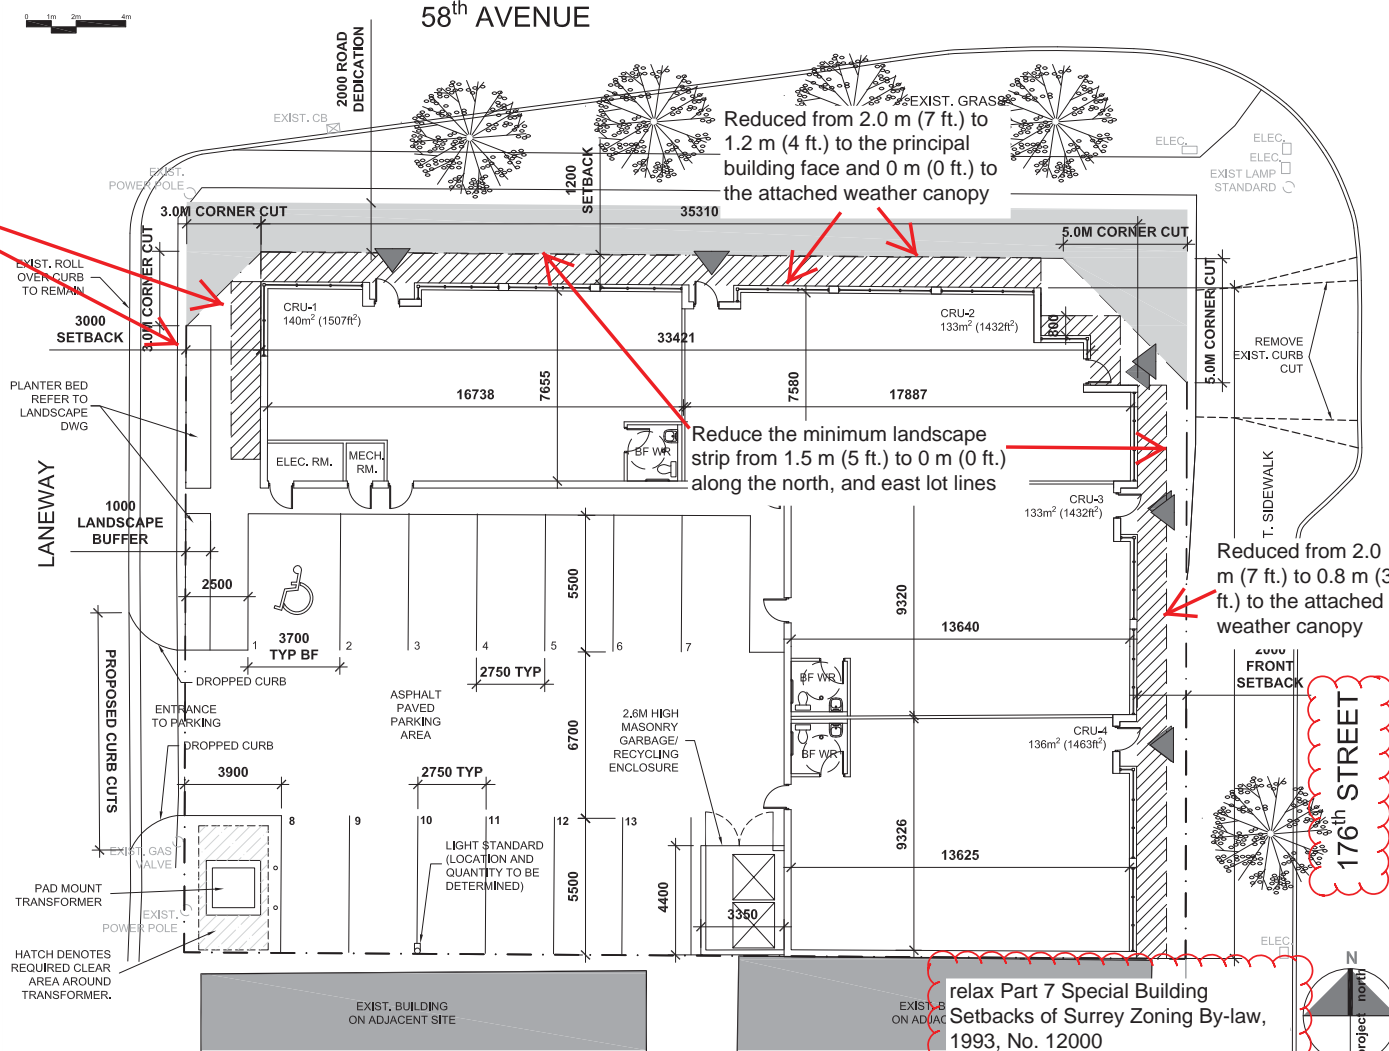 0 1m 2m 4m
58th AVENUE
2000 ROAD
DEDICATION
EXIST. CB
EXIST. GRASS
Reduced from 2.0 m (7 ft.) to
1.2 m (4 ft.) to the principal
building face and 0 m (0 ft.) to
the attached weather canopy
ELEC.
ELEC.
ELEC.
EXIST LAMP
STANDARD
EXIST.
POWER POLE
1200
SETBACK
3.0M CORNER CUT
35310
5.0M CORNER CUT
3.0M CORNER CUT
5.0M CORNER CUT
EXIST. ROLL
OVER CURB
TO REMAIN
3000
SETBACK
CRU-1
140m² (1507ft²)
CRU-2
133m² (1432ft²)
800
REMOVE
EXIST. CURB
CUT
33421
PLANTER BED
REFER TO
LANDSCAPE
DWG
16738
7655
7580
17887
Reduce the minimum landscape
strip from 1.5 m (5 ft.) to 0 m (0 ft.)
along the north, and east lot lines
BF WR
ELEC. RM.
MECH.
RM.
LANEWAY
1000
LANDSCAPE
BUFFER
CRU-3
133m² (1432ft²)
T. SIDEWALK
Reduced from 2.0
m (7 ft.) to 0.8 m (3
ft.) to the attached
weather canopy
2500
5500
9320
13640
1
3700
TYP BF
2
3
4
5
6
7
2750 TYP
2000
FRONT
SETBACK
PROPOSED CURB CUTS
DROPPED CURB
ENTRANCE
TO PARKING
DROPPED CURB
ASPHALT
PAVED
PARKING
AREA
6700
2.6M HIGH
MASONRY
GARBAGE/
RECYCLING
ENCLOSURE
BF WR
BF WR
CRU-4
136m² (1463ft²)
176th STREET
3900
2750 TYP
8
9
10
11
12
13
EXIST. GAS
VALVE
LIGHT STANDARD
(LOCATION AND
QUANTITY TO BE
DETERMINED)
5500
4400
3350
9326
13625
PAD MOUNT
TRANSFORMER
EXIST.
POWER POLE
HATCH DENOTES
REQUIRED CLEAR
AREA AROUND
TRANSFORMER.
ELEC.
N
project north
EXIST. BUILDING
ON ADJACENT SITE
EXIST. B
ON ADJAC
relax Part 7 Special Building
Setbacks of Surrey Zoning By-law,
1993, No. 12000